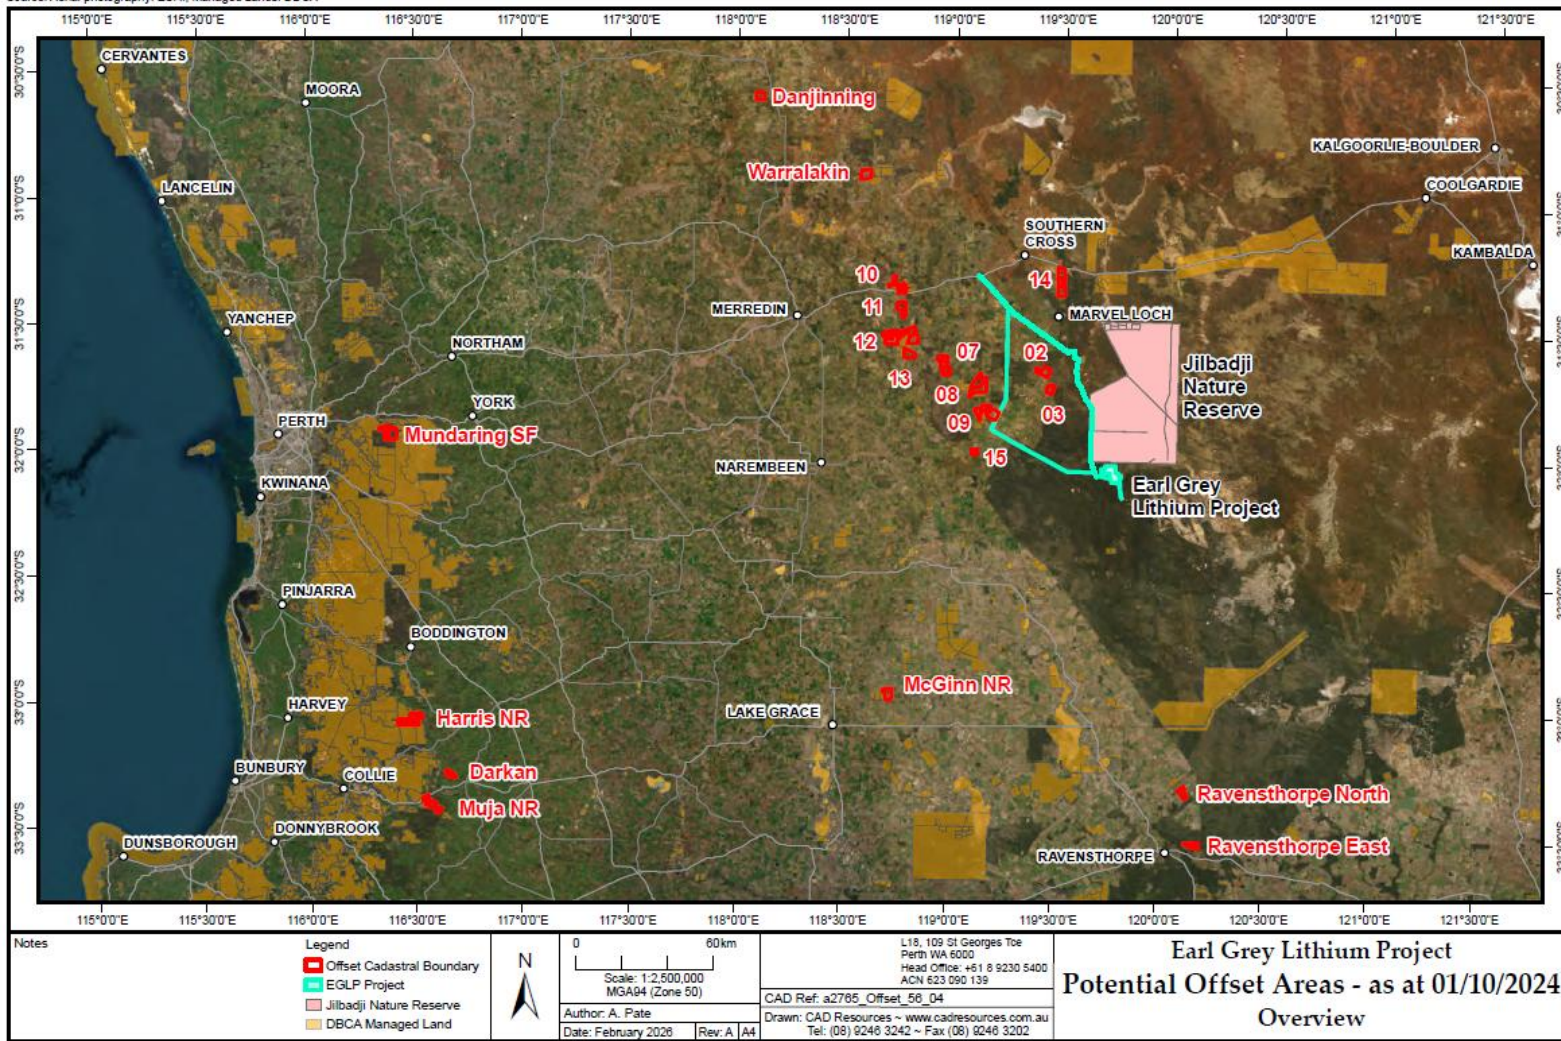 115°0'0"E 115°30'0"E 116°0'0"E 116°30'0"E 117°0'0"E 117°30'0"E 118°0'0"E 118°30'0"E 119°0'0"E 119°30'0"E 120°0'0"E 120°30'0"E 121°0'0"E 121°30'0"E
30°30'0"S
31°0'0"S
31°30'0"S
32°0'0"S
32°30'0"S
33°0'0"S
33°30'0"S
CERVANTES
MOORA
Danjinning
KALGOORLIE-BOULDER
Warralakin
COOLGARDIE
LANCELIN
SOUTHERN
CROSS
KAMBALDA
10
14
11
MERREDIN
MARVEL LOCH
YANCHEP
12
NORTHAM
07
02
13
Jilbadji
Nature
Reserve
08
YORK
03
09
PERTH
Mundaring SF
15
NAREMBEEN
KWINANA
Earl Grey
Lithium Project
PINJARRA
BODDINGTON
McGinn NR
HARVEY
Harris NR
LAKE GRACE
BUNBURY
COLLIE
Darkan
Muja NR
Ravensthorpe North
DONNYBROOK
DUNSBOROUGH
RAVENSTHORPE
Ravensthorpe East
115°0'0"E 115°30'0"E 116°0'0"E 116°30'0"E 117°0'0"E 117°30'0"E 118°0'0"E 118°30'0"E 119°0'0"E 119°30'0"E 120°0'0"E 120°30'0"E 121°0'0"E 121°30'0"E
Notes
Legend
Offset Cadastral Boundary
EGLP Project
Jilbadji Nature Reserve
DBCA Managed Land
N
0 60km
Scale: 1:2,500,000
MGA94 (Zone 50)
Author: A. Pate
Date: February 2026 Rev: A A4
L18, 109 St Georges Tce
Perth WA 6000
Head Office: +61 8 9230 5400
ACN 623 090 139
CAD Ref: a2765_Offset_56_04
Drawn: CAD Resources ~ www.cadresources.com.au
Tel: (08) 9246 3242 ~ Fax (08) 9246 3202
Earl Grey Lithium Project
Potential Offset Areas - as at 01/10/2024
Overview